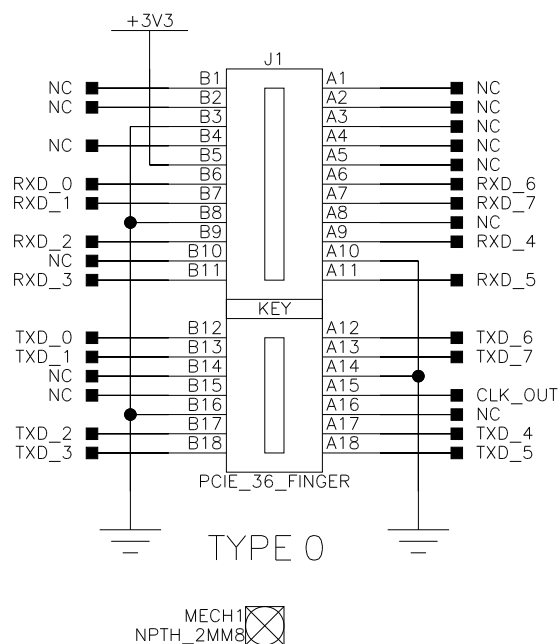 +3V3
J1
NC B1 A1 NC
NC B2 A2 NC
B3 A3 NC
NC B4 A4 NC
B5 A5 NC
RXD_0 B6 A6 RXD_6
RXD_1 B7 A7 RXD_7
B8 A8 NC
RXD_2 B9 A9 RXD_4
NC B10 A10
RXD_3 B11 A11 RXD_5
KEY
TXD_0 B12 A12 TXD_6
TXD_1 B13 A13 TXD_7
NC B14 A14
NC B15 A15 CLK_OUT
B16 A16 NC
TXD_2 B17 A17 TXD_4
TXD_3 B18 A18 TXD_5
PCIE_36_FINGER
TYPE 0
MECH1
NPTH_2MM8